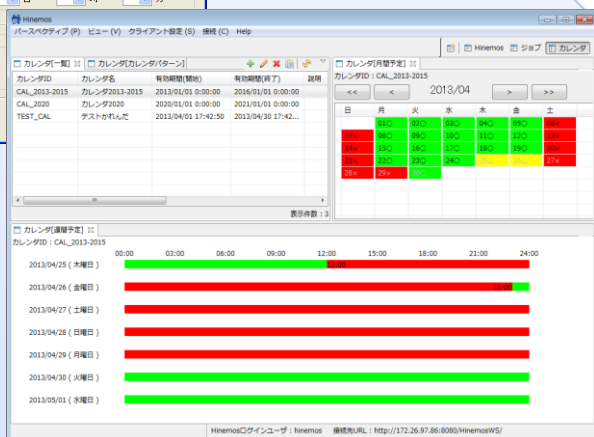 日 時 分
Hinemos
パースペクティブ (P) ビュー (V) クライアント設定 (S) 接続 (C) Help
Hinemos ジョブ カレンダ
カレンダ[一覧] カレンダ[カレンダパターン]
カレンダID カレンダ名 有効期間(開始) 有効期間(終了) 説明
CAL_2013-2015 カレンダ2013-2015 2013/01/01 0:00:00 2016/01/01 0:00:00
CAL_2020 カレンダ2020 2020/01/01 0:00:00 2021/01/01 0:00:00
TEST_CAL テストかれんだ 2013/04/01 17:42:50 2013/04/30 17:42...
表示件数 : 3
カレンダ[月間予定]
カレンダID : CAL_2013-2015
<< < 2013/04 > >>
日 月 火 水 木 金 土
01○ 02○ 03○ 04○ 05○ 06×
07× 08○ 09○ 10○ 11○ 12○ 13×
14× 15○ 16○ 17○ 18○ 19○ 20×
21× 22○ 23○ 24○ 25△ 26△ 27×
28× 29× 30○
カレンダ[週間予定]
カレンダID : CAL_2013-2015
00:00 03:00 06:00 09:00 12:00 15:00 18:00 21:00 24:00
2013/04/25 ( 木曜日 ) 12:00
2013/04/26 ( 金曜日 ) 23:00
2013/04/27 ( 土曜日 )
2013/04/28 ( 日曜日 )
2013/04/29 ( 月曜日 )
2013/04/30 ( 火曜日 )
2013/05/01 ( 水曜日 )
Hinemosログインユーザ : hinemos 接続先URL : http://172.26.97.86:8080/HinemosWS/